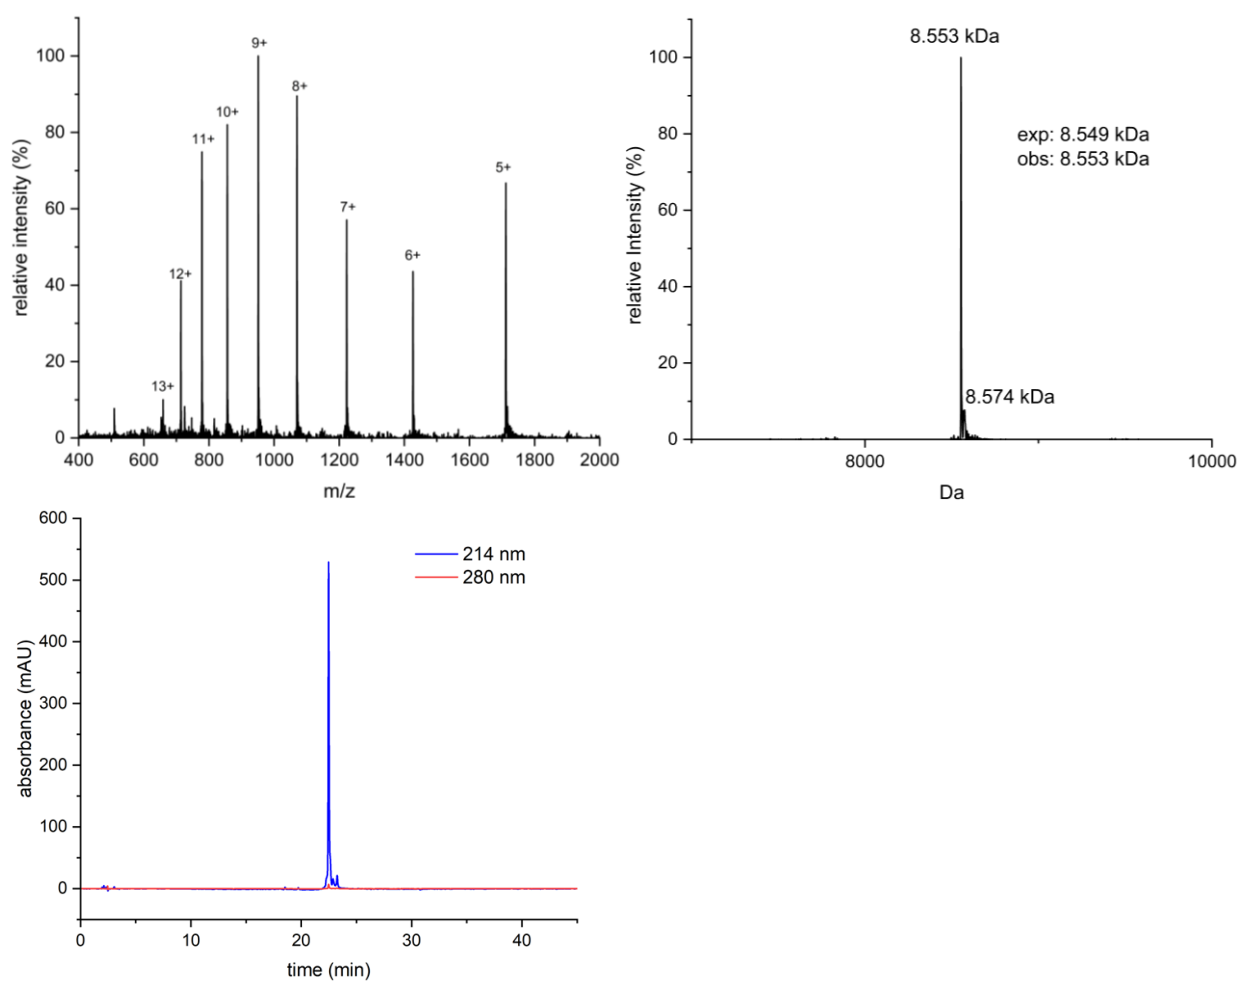 relative intensity (%)
100
80
60
40
20
0
13+
12+
11+
10+
9+
8+
7+
6+
5+
400 600 800 1000 1200 1400 1600 1800 2000
m/z
relative Intensity (%)
100
80
60
40
20
0
8.553 kDa
exp: 8.549 kDa
obs: 8.553 kDa
8.574 kDa
8000 10000
Da
absorbance (mAU)
600
500
400
300
200
100
0
214 nm
280 nm
0 10 20 30 40
time (min)